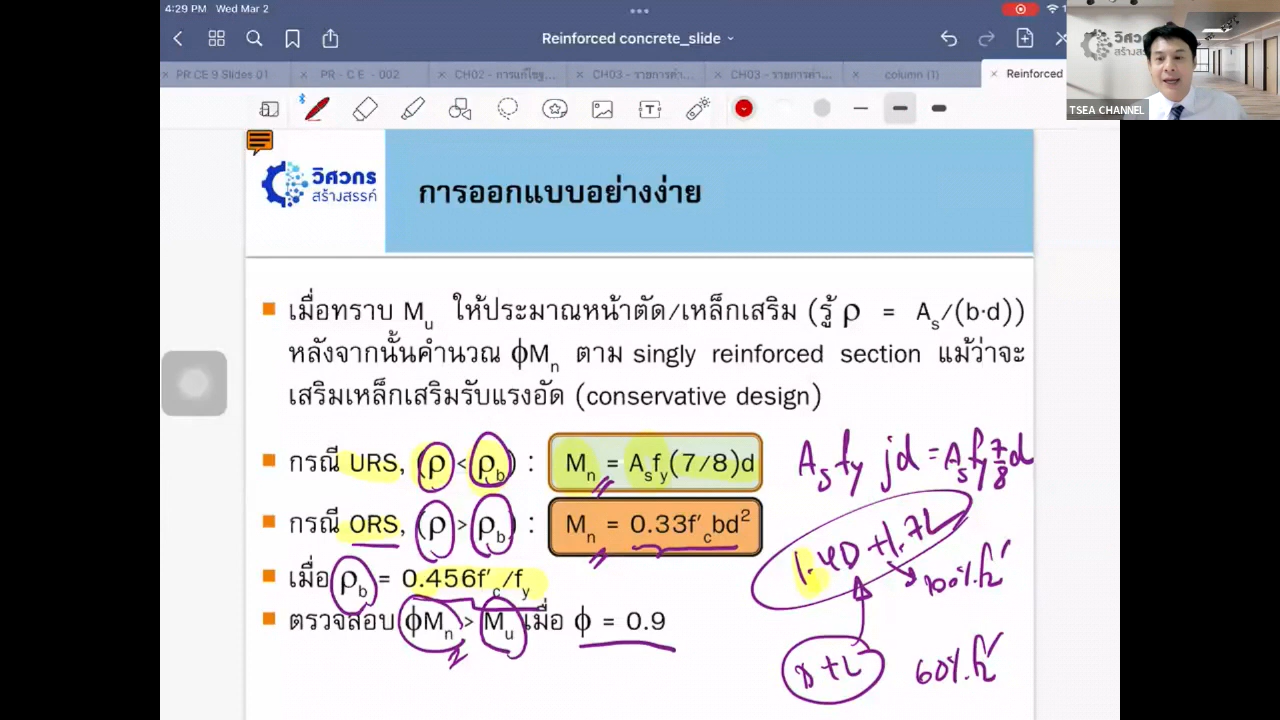 4:29 PM Wed Mar 2
Reinforced concrete_slide
PR CE 9 Slides 01
PR - C E - 002
CH02 - การแก้ไขฐ...
CH03 - รายการคำ...
CH03 - รายการคำ...
column (1)
Reinforced
TSEA CHANNEL
วิศวกร
สร้างสรรค์
การออกแบบอย่างง่าย
เมื่อทราบ Mu ให้ประมาณหน้าตัด/เหล็กเสริม (รู้ ρ = As/(b·d))
หลังจากนั้นคำนวณ ϕMn ตาม singly reinforced section แม้ว่าจะ
เสริมเหล็กเสริมรับแรงอัด (conservative design)
กรณี URS, (ρ < ρb) : Mn = Asfy(7/8)d
As fy jd = As fy 7/8 d
กรณี ORS, (ρ > ρb) : Mn = 0.33f'cbd²
1.4D + 1.7L
เมื่อ ρb = 0.456f'c/fy
100% fc'
ตรวจสอบ ϕMn > Mu เมื่อ ϕ = 0.9
D + L
60% fc'